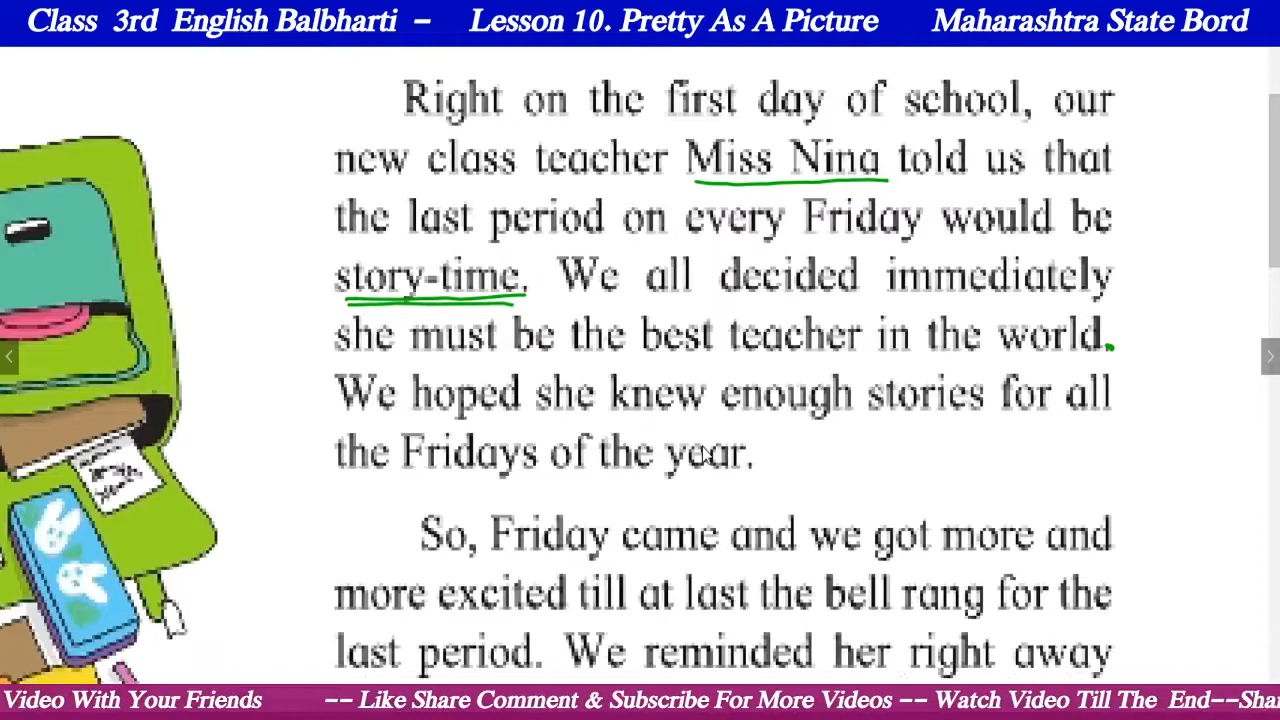 Class 3rd English Balbharti – Lesson 10. Pretty As A Picture Maharashtra State Bord
Right on the first day of school, our
new class teacher Miss Nina told us that
the last period on every Friday would be
story-time. We all decided immediately
she must be the best teacher in the world.
We hoped she knew enough stories for all
the Fridays of the year.
So, Friday came and we got more and
more excited till at last the bell rang for the
last period. We reminded her right away
Video With Your Friends –– Like Share Comment & Subscribe For More Videos –– Watch Video Till The End––Sha